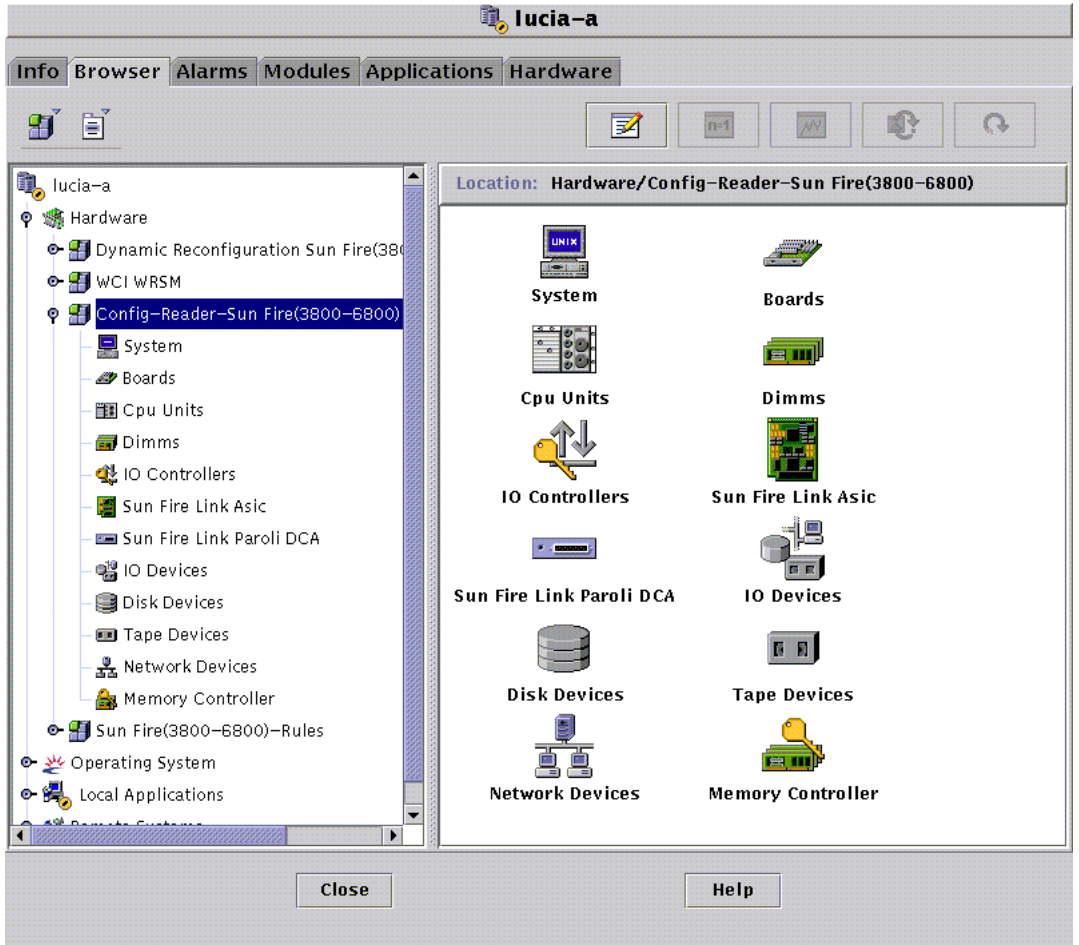 lucia-a
Info Browser Alarms Modules Applications Hardware
n=1
lucia-a
Hardware
Dynamic Reconfiguration Sun Fire(380
WCI WRSM
Config-Reader-Sun Fire(3800-6800)
System
Boards
Cpu Units
Dimms
IO Controllers
Sun Fire Link Asic
Sun Fire Link Paroli DCA
IO Devices
Disk Devices
Tape Devices
Network Devices
Memory Controller
Sun Fire(3800-6800)-Rules
Operating System
Local Applications
Remote Systems
Location: Hardware/Config-Reader-Sun Fire(3800-6800)
UNIX
System Boards
Cpu Units Dimms
IO Controllers Sun Fire Link Asic
Sun Fire Link Paroli DCA IO Devices
Disk Devices Tape Devices
Network Devices Memory Controller
Close Help